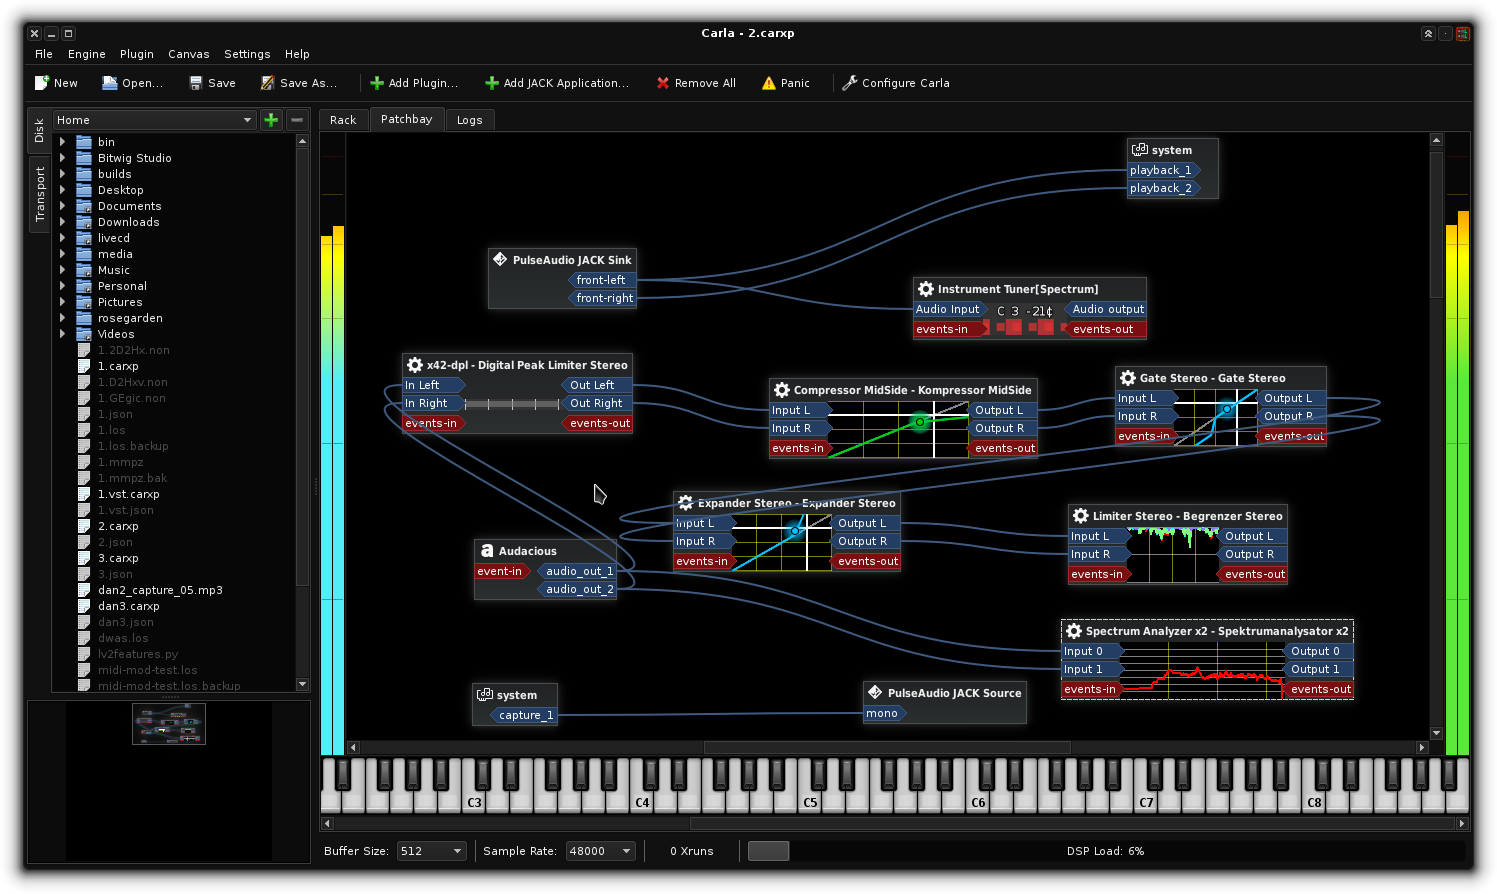 Carla - 2.carxp
File Engine Plugin Canvas Settings Help
New Open... Save Save As... Add Plugin... Add JACK Application... Remove All Panic Configure Carla
Disk
Transport
Home
bin
Bitwig Studio
builds
Desktop
Documents
Downloads
livecd
media
Music
Personal
Pictures
rosegarden
Videos
1.2D2Hx.non
1.carxp
1.D2Hxv.non
1.GEgic.non
1.json
1.los
1.los.backup
1.mmpz
1.mmpz.bak
1.vst.carxp
1.vst.json
2.carxp
2.json
3.carxp
3.json
dan2_capture_05.mp3
dan3.carxp
dan3.json
dwas.los
lv2features.py
midi-mod-test.los
midi-mod-test.los.backup
Rack Patchbay Logs
system
playback_1
playback_2
PulseAudio JACK Sink
front-left
front-right
Instrument Tuner[Spectrum]
Audio Input C 3 -21¢ Audio output
events-in events-out
x42-dpl - Digital Peak Limiter Stereo
In Left Out Left
In Right Out Right
events-in events-out
Compressor MidSide - Kompressor MidSide
Input L Output L
Input R Output R
events-in events-out
Gate Stereo - Gate Stereo
Input L Output L
Input R Output R
events-in events-out
Expander Stereo - Expander Stereo
Input L Output L
Input R Output R
events-in events-out
Limiter Stereo - Begrenzer Stereo
Input L Output L
Input R Output R
events-in events-out
a Audacious
event-in audio_out_1
audio_out_2
Spectrum Analyzer x2 - Spektrumanalysator x2
Input 0 Output 0
Input 1 Output 1
events-in events-out
system
capture_1
PulseAudio JACK Source
mono
C3 C4 C5 C6 C7 C8
Buffer Size: 512 Sample Rate: 48000 0 Xruns DSP Load: 6%